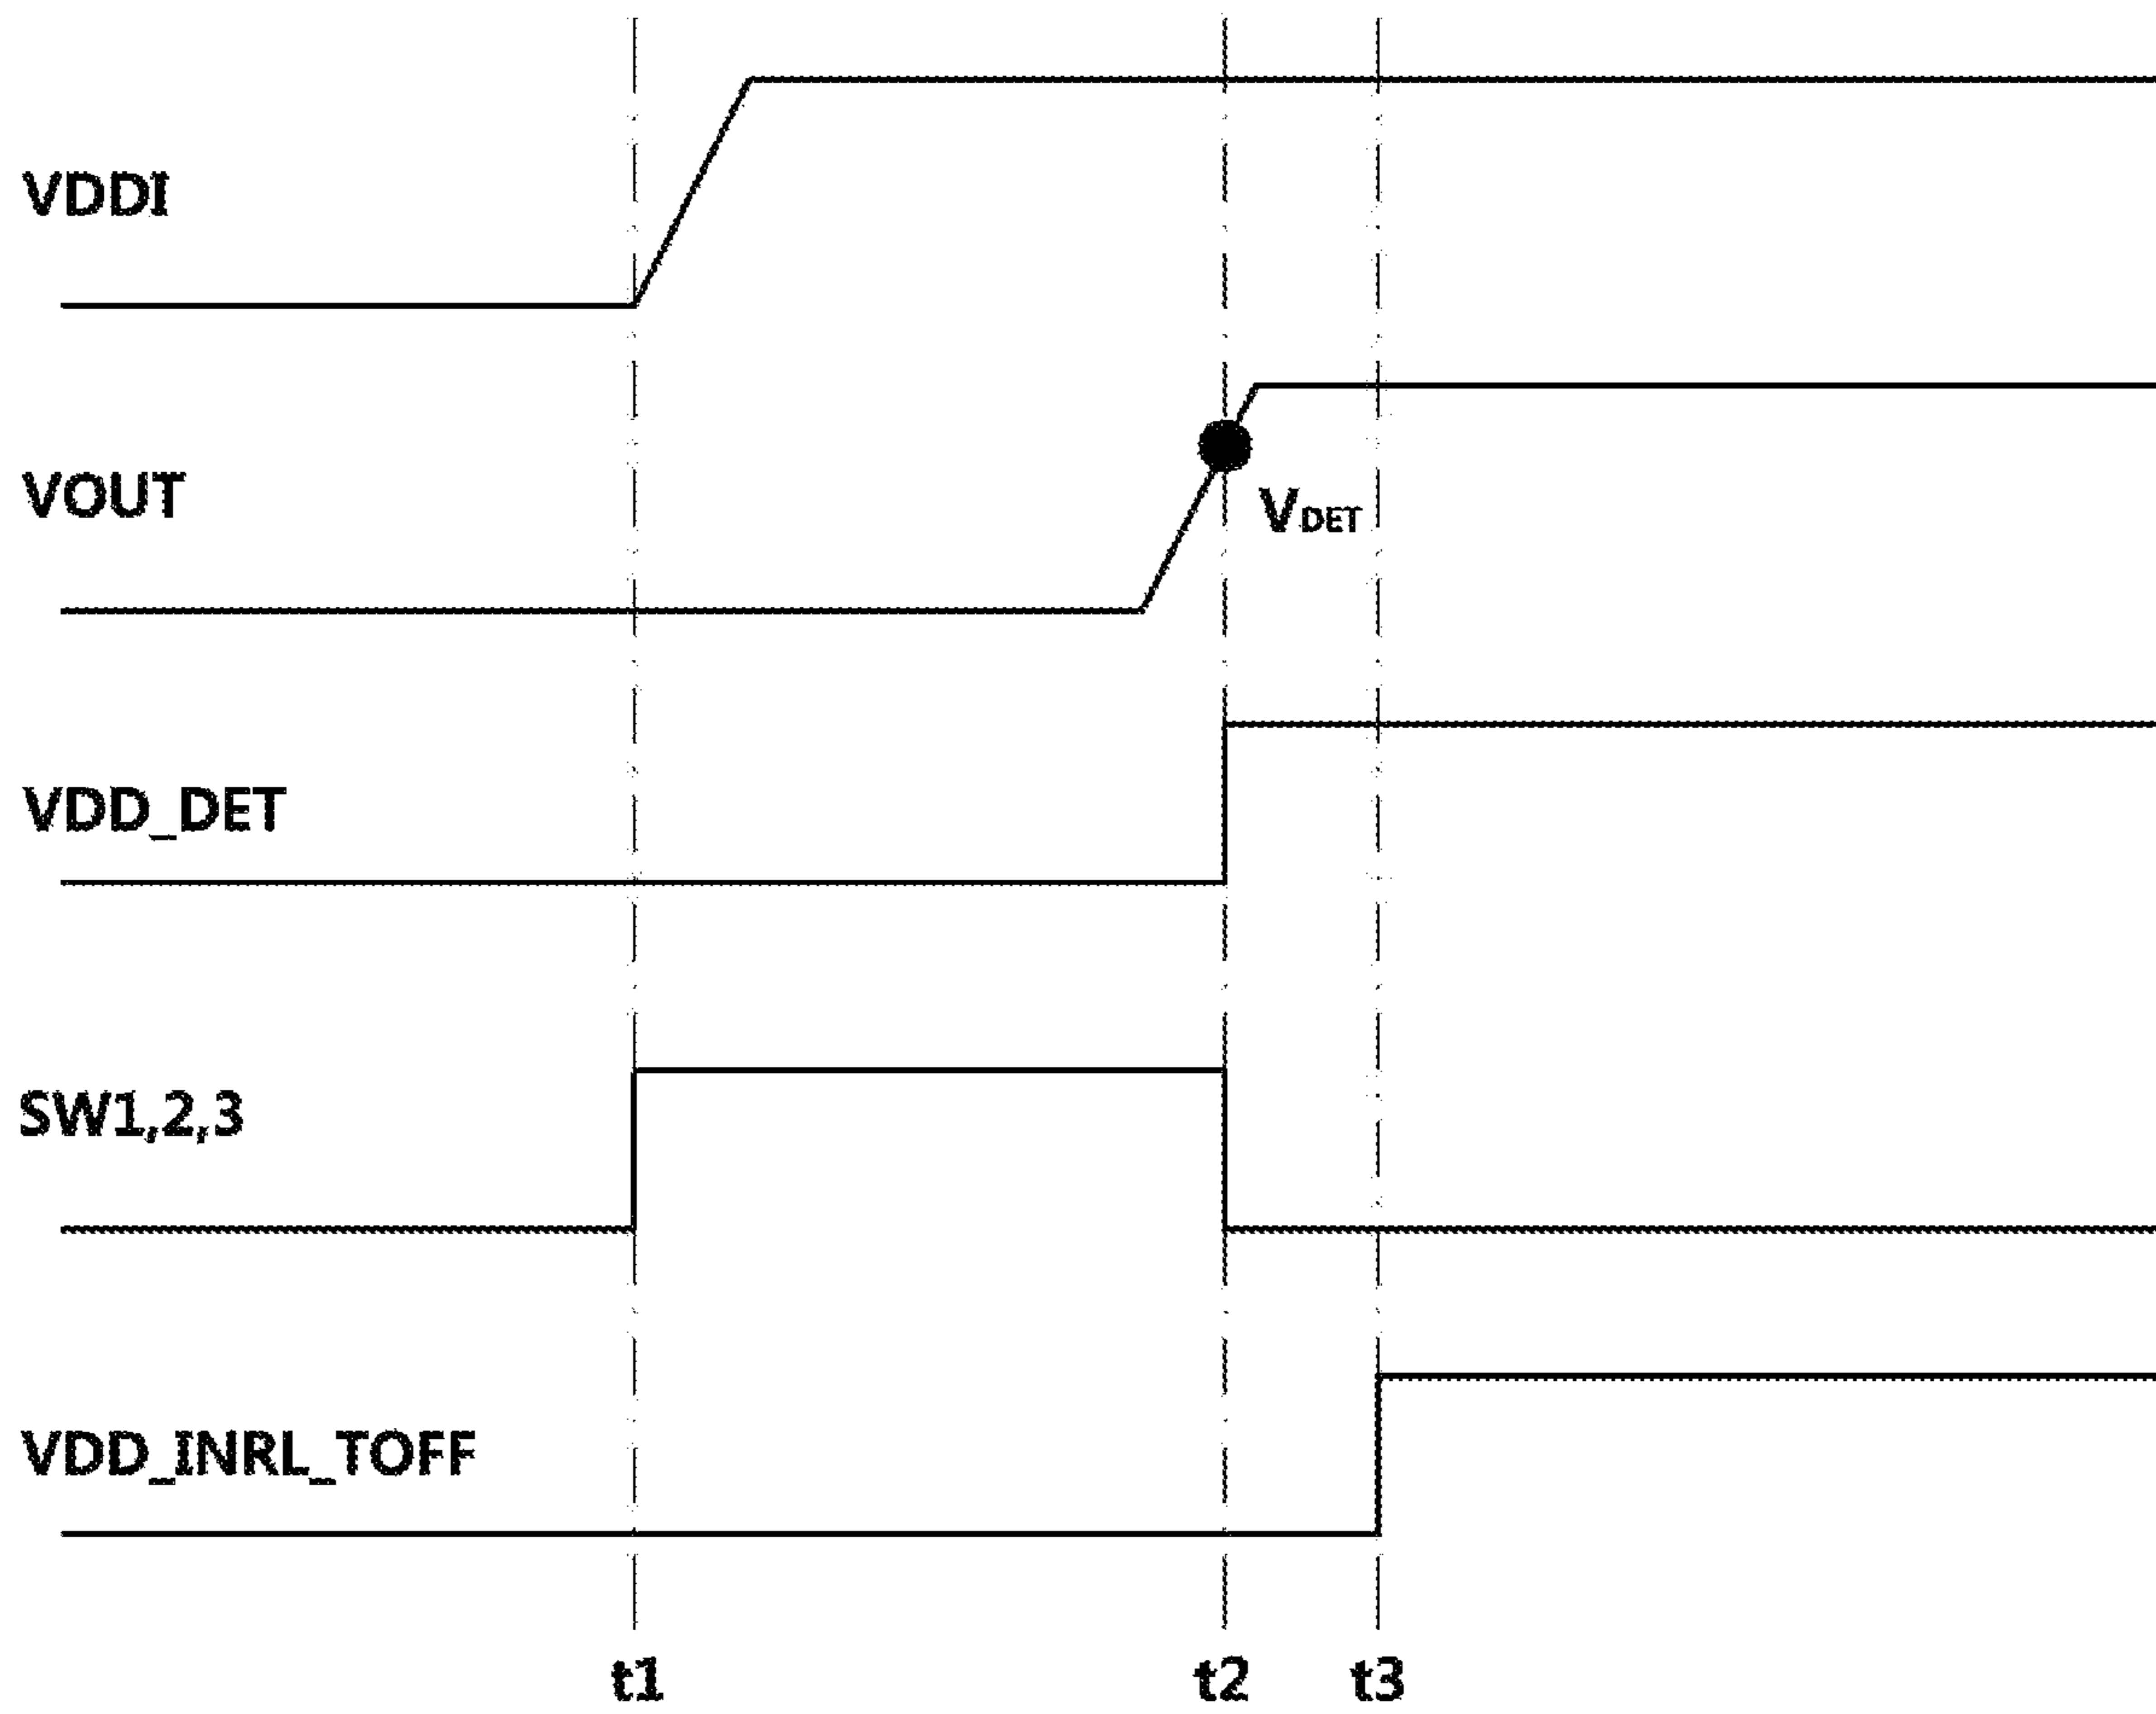 VDDI
VOUT
VDET
VDD_DET
SW1,2,3
VDD_INRL_TOFF
t1 t2 t3